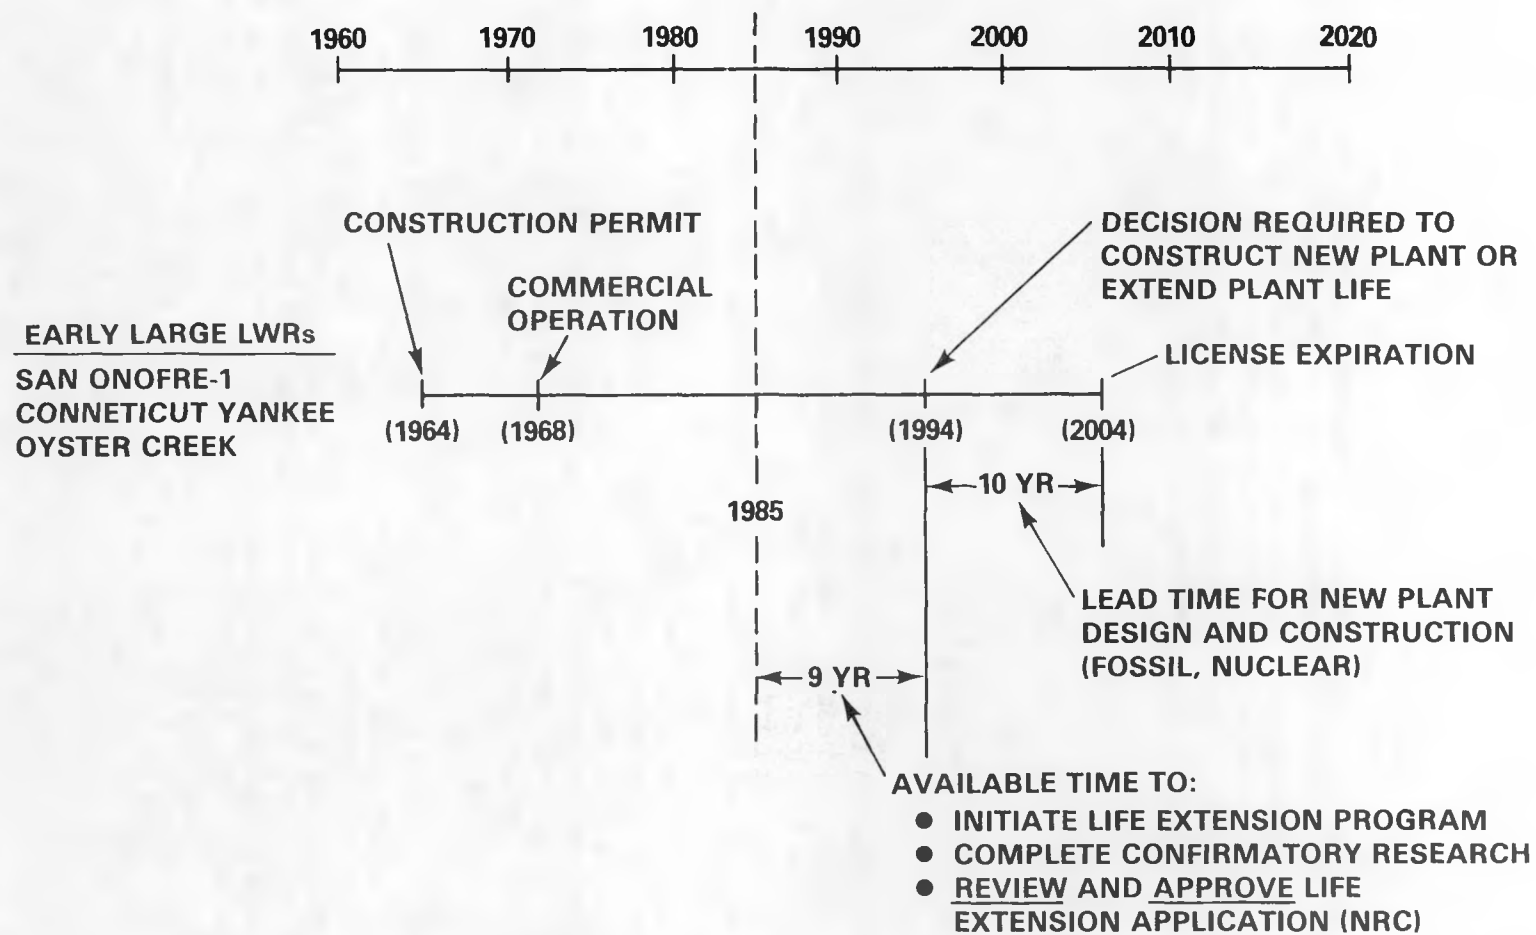 1960 1970 1980 1990 2000 2010 2020
CONSTRUCTION PERMIT
COMMERCIAL
OPERATION
DECISION REQUIRED TO
CONSTRUCT NEW PLANT OR
EXTEND PLANT LIFE
LICENSE EXPIRATION
EARLY LARGE LWRs
SAN ONOFRE-1
CONNETICUT YANKEE
OYSTER CREEK
(1964) (1968) (1994) (2004)
10 YR
1985
LEAD TIME FOR NEW PLANT
DESIGN AND CONSTRUCTION
(FOSSIL, NUCLEAR)
9 YR
AVAILABLE TIME TO:
● INITIATE LIFE EXTENSION PROGRAM
● COMPLETE CONFIRMATORY RESEARCH
● REVIEW AND APPROVE LIFE
EXTENSION APPLICATION (NRC)